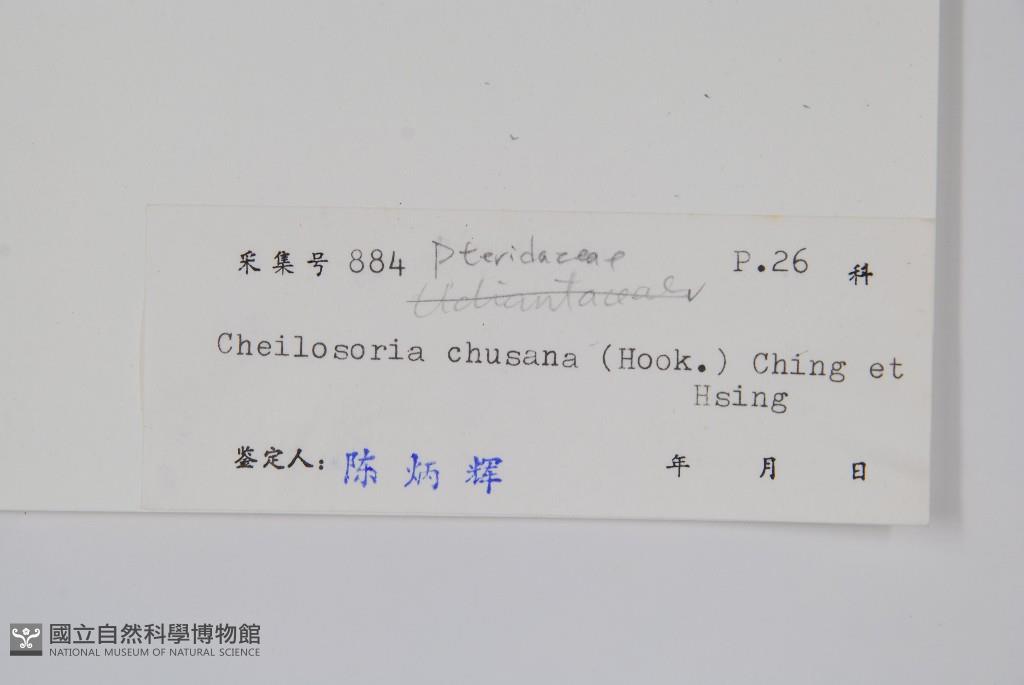 采集号 884 Pteridaceae P.26 科
Adiantaceae
Cheilosoria chusana (Hook.) Ching et
Hsing
鉴定人: 陈炳辉 年 月 日
國立自然科學博物館
NATIONAL MUSEUM OF NATURAL SCIENCE